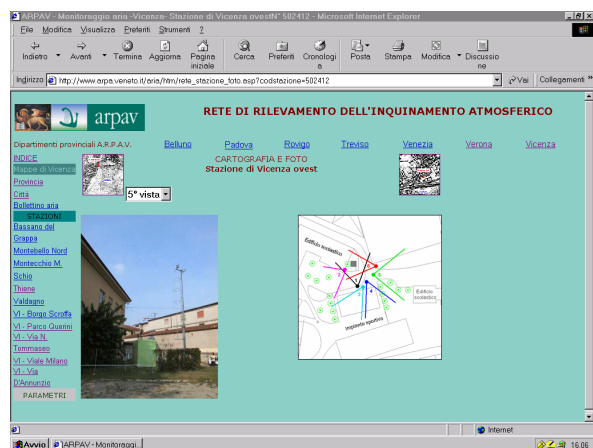 ARPAV - Monitoraggio aria -Vicenza- Stazione di Vicenza ovestN° 502412 - Microsoft Internet Explorer
File Modifica Visualizza Preferiti Strumenti ?
Indietro Avanti Termina Aggiorna Pagina iniziale Cerca Preferiti Cronologia Posta Stampa Modifica Discussione
Indirizzo http://www.arpa.veneto.it/aria/htm/rete_stazione_foto.asp?codstazione=502412 Vai Collegamenti »
arpav
RETE DI RILEVAMENTO DELL'INQUINAMENTO ATMOSFERICO
Dipartimenti provinciali A.R.P.A.V. Belluno Padova Rovigo Treviso Venezia Verona Vicenza
CARTOGRAFIA E FOTO
Stazione di Vicenza ovest
INDICE
Mappe di Vicenza
Provincia
Città
Bollettino aria
STAZIONI
Bassano del
Grappa
Montebello Nord
Montecchio M.
Schio
Thiene
Valdagno
VI - Borgo Scroffa
VI - Parco Querini
VI - Via N.
Tommaseo
VI - Viale Milano
VI - Via
D'Annunzio
PARAMETRI
5° vista
Edificio scolastico
Edificio
scolastico
Impianto sportivo
Internet
Avvio ARPAV - Monitoraggi...
16.06